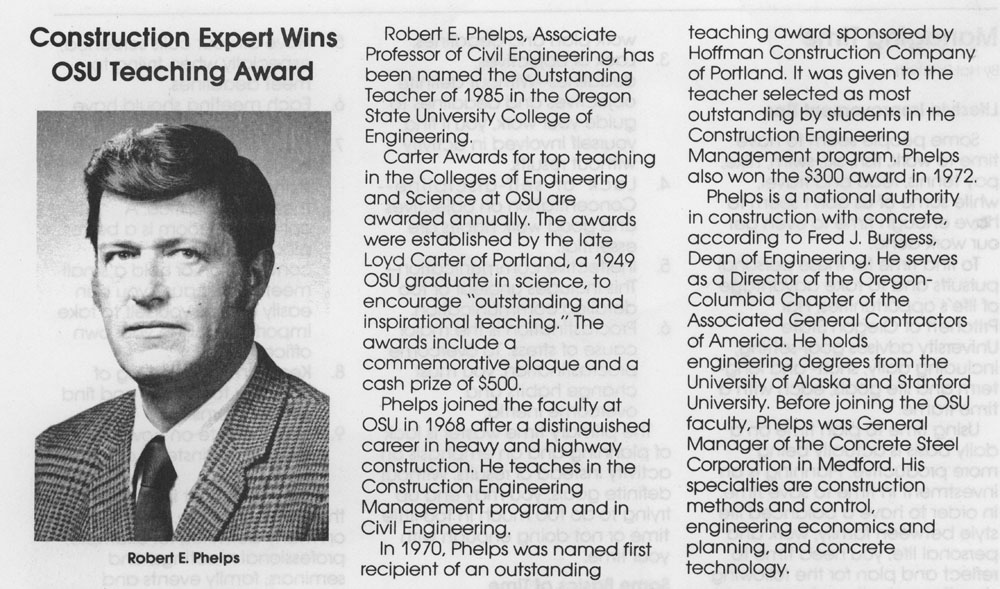 Construction Expert Wins
OSU Teaching Award
Robert E. Phelps
Robert E. Phelps, Associate
Professor of Civil Engineering, has
been named the Outstanding
Teacher of 1985 in the Oregon
State University College of
Engineering.
Carter Awards for top teaching
in the Colleges of Engineering
and Science at OSU are
awarded annually. The awards
were established by the late
Loyd Carter of Portland, a 1949
OSU graduate in science, to
encourage "outstanding and
inspirational teaching." The
awards include a
commemorative plaque and a
cash prize of $500.
Phelps joined the faculty at
OSU in 1968 after a distinguished
career in heavy and highway
construction. He teaches in the
Construction Engineering
Management program and in
Civil Engineering.
In 1970, Phelps was named first
recipient of an outstanding
teaching award sponsored by
Hoffman Construction Company
of Portland. It was given to the
teacher selected as most
outstanding by students in the
Construction Engineering
Management program. Phelps
also won the $300 award in 1972.
Phelps is a national authority
in construction with concrete,
according to Fred J. Burgess,
Dean of Engineering. He serves
as a Director of the Oregon-
Columbia Chapter of the
Associated General Contractors
of America. He holds
engineering degrees from the
University of Alaska and Stanford
University. Before joining the OSU
faculty, Phelps was General
Manager of the Concrete Steel
Corporation in Medford. His
specialties are construction
methods and control,
engineering economics and
planning, and concrete
technology.